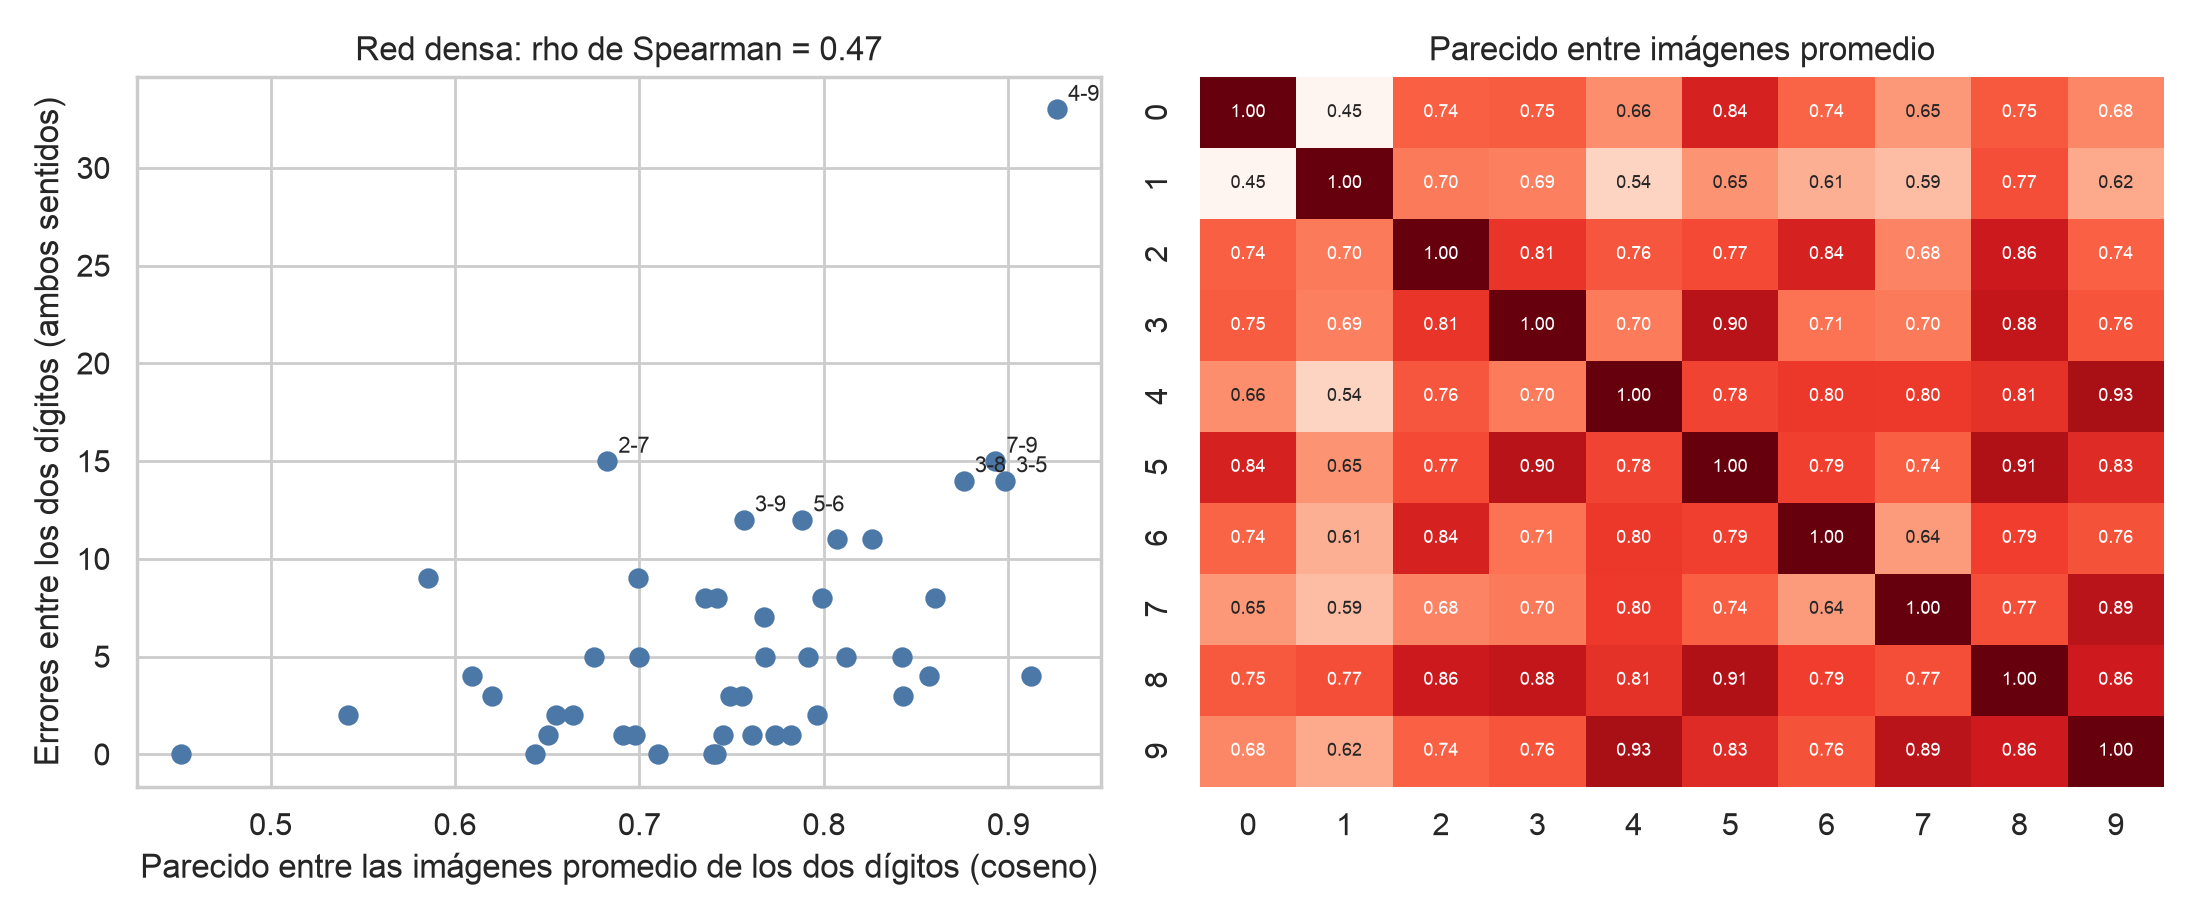 Red densa: rho de Spearman = 0.47
Errores entre los dos dígitos (ambos sentidos)
30
25
20
15
10
5
0
4-9
2-7
7-9
3-8
3-5
3-9
5-6
0.5 0.6 0.7 0.8 0.9
Parecido entre las imágenes promedio de los dos dígitos (coseno)
Parecido entre imágenes promedio
0 1.00 0.45 0.74 0.75 0.66 0.84 0.74 0.65 0.75 0.68
1 0.45 1.00 0.70 0.69 0.54 0.65 0.61 0.59 0.77 0.62
2 0.74 0.70 1.00 0.81 0.76 0.77 0.84 0.68 0.86 0.74
3 0.75 0.69 0.81 1.00 0.70 0.90 0.71 0.70 0.88 0.76
4 0.66 0.54 0.76 0.70 1.00 0.78 0.80 0.80 0.81 0.93
5 0.84 0.65 0.77 0.90 0.78 1.00 0.79 0.74 0.91 0.83
6 0.74 0.61 0.84 0.71 0.80 0.79 1.00 0.64 0.79 0.76
7 0.65 0.59 0.68 0.70 0.80 0.74 0.64 1.00 0.77 0.89
8 0.75 0.77 0.86 0.88 0.81 0.91 0.79 0.77 1.00 0.86
9 0.68 0.62 0.74 0.76 0.93 0.83 0.76 0.89 0.86 1.00
0 1 2 3 4 5 6 7 8 9